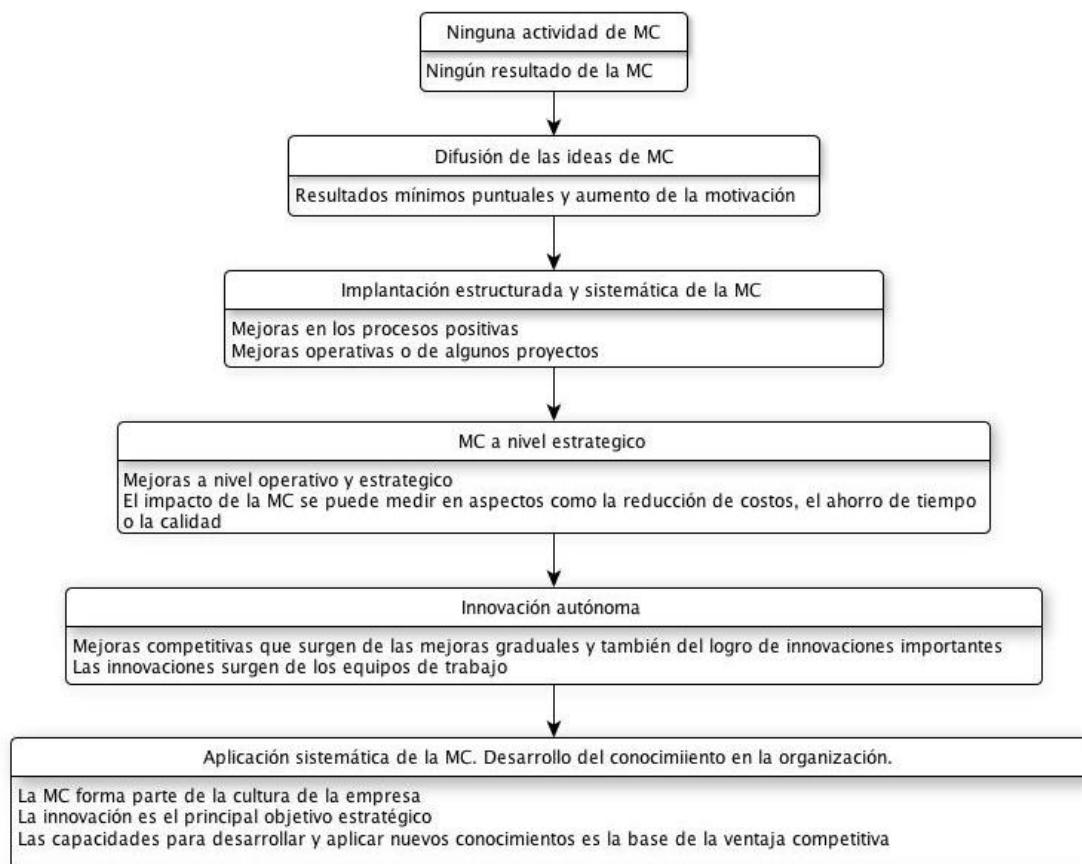 Ninguna actividad de MC
Ningún resultado de la MC
Difusión de las ideas de MC
Resultados mínimos puntuales y aumento de la motivación
Implantación estructurada y sistemática de la MC
Mejoras en los procesos positivas
Mejoras operativas o de algunos proyectos
MC a nivel estrategico
Mejoras a nivel operativo y estrategico
El impacto de la MC se puede medir en aspectos como la reducción de costos, el ahorro de tiempo
o la calidad
Innovación autónoma
Mejoras competitivas que surgen de las mejoras graduales y también del logro de innovaciones importantes
Las innovaciones surgen de los equipos de trabajo
Aplicación sistemática de la MC. Desarrollo del conocimiiento en la organización.
La MC forma parte de la cultura de la empresa
La innovación es el principal objetivo estratégico
Las capacidades para desarrollar y aplicar nuevos conocimientos es la base de la ventaja competitiva